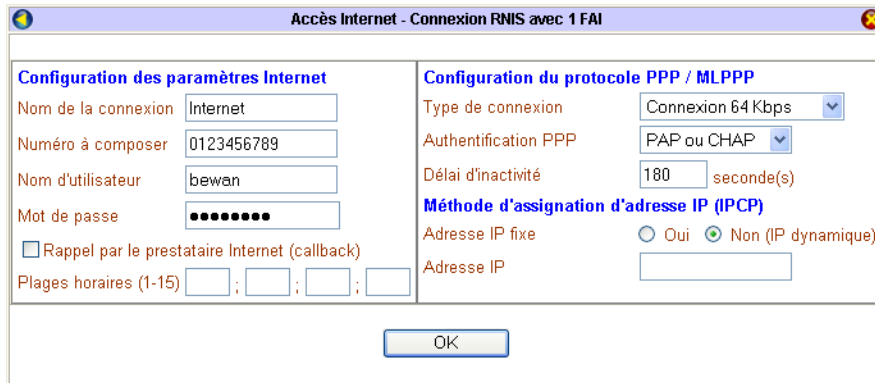 Accès Internet - Connexion RNIS avec 1 FAI
Configuration des paramètres Internet
Nom de la connexion Internet
Numéro à composer 0123456789
Nom d'utilisateur bewan
Mot de passe ●●●●●●●●
Rappel par le prestataire Internet (callback)
Plages horaires (1-15) ; ; ;
Configuration du protocole PPP / MLPPP
Type de connexion Connexion 64 Kbps
Authentification PPP PAP ou CHAP
Délai d'inactivité 180 seconde(s)
Méthode d'assignation d'adresse IP (IPCP)
Adresse IP fixe Oui Non (IP dynamique)
Adresse IP
OK